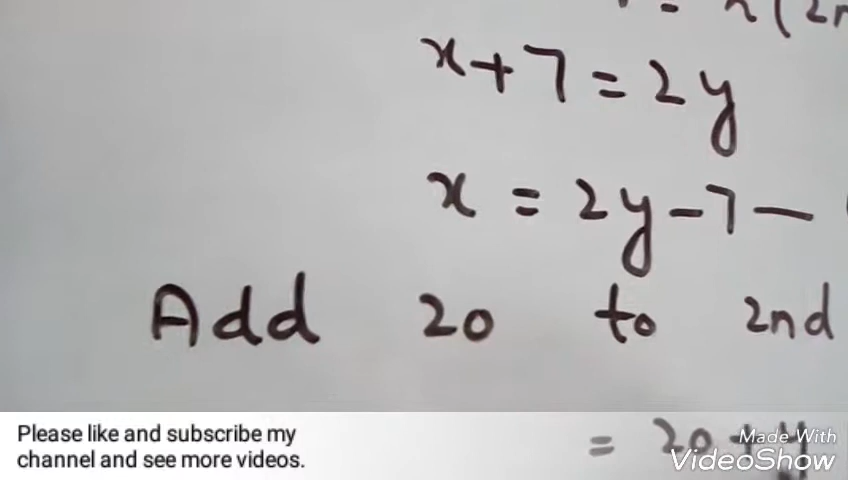 x + 7 = 2y
x = 2y - 7 -
Add 20 to 2nd
= 20 + y
Please like and subscribe my
channel and see more videos.
Made With
VideoShow